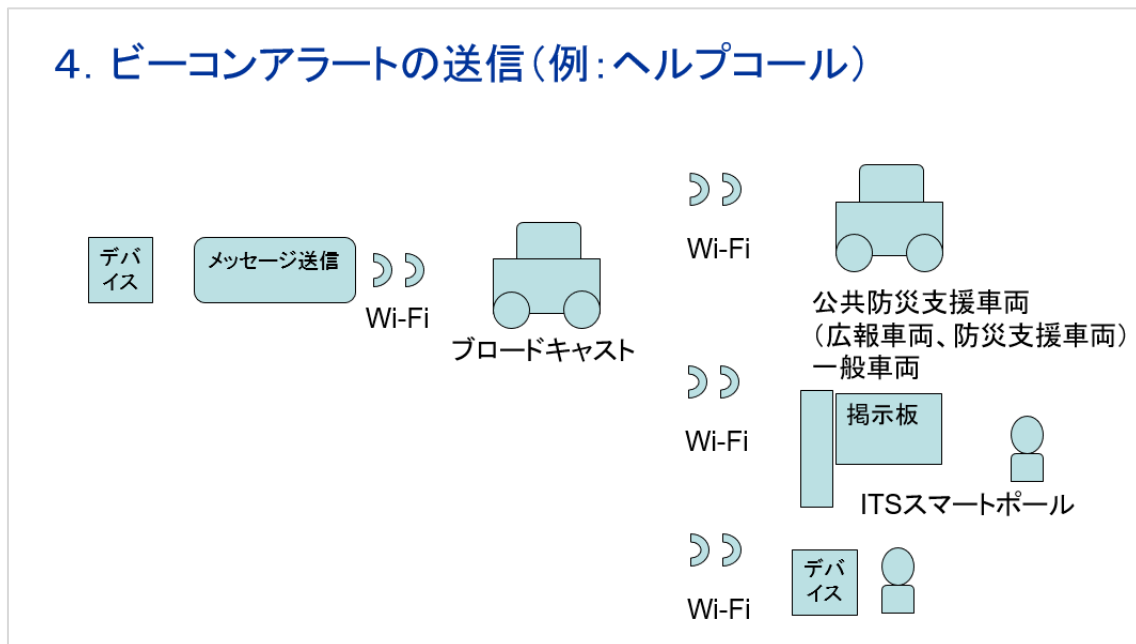 ４．ビーコンアラートの送信（例：ヘルプコール）
デバ
イス
メッセージ送信
Wi-Fi
ブロードキャスト
Wi-Fi
公共防災支援車両
（広報車両、防災支援車両）
一般車両
Wi-Fi
掲示板
ITSスマートポール
Wi-Fi
デバ
イス